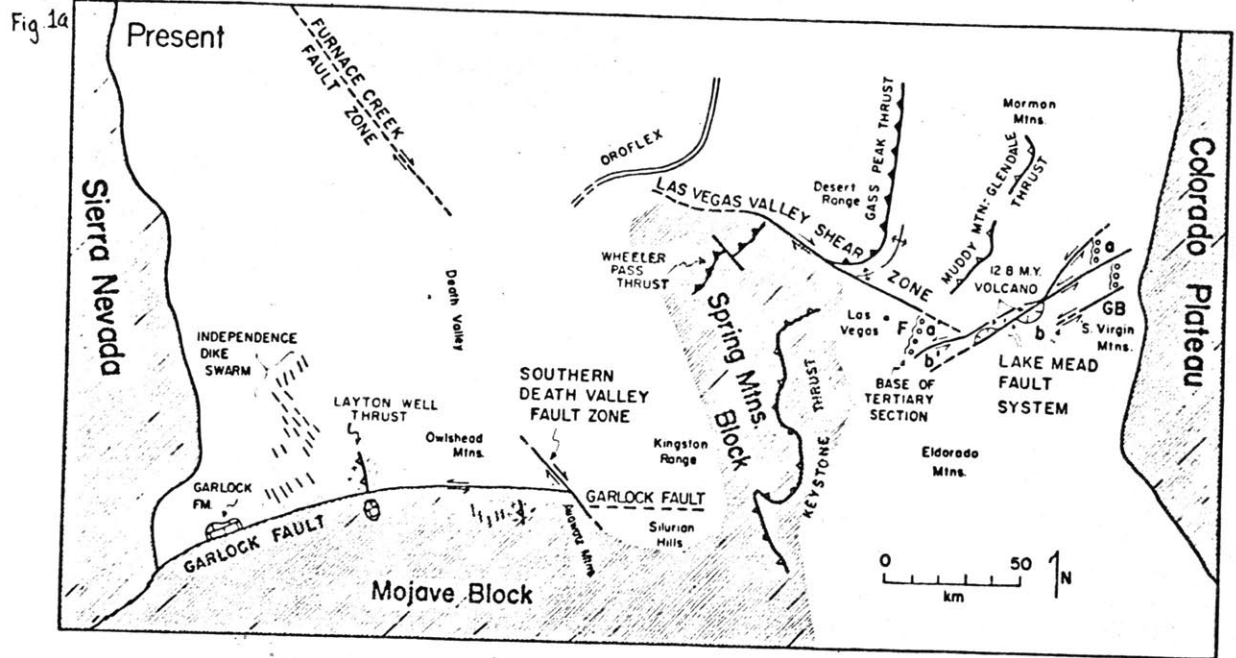 Fig. 1a
Present
FURNACE CREEK
FAULT ZONE
Sierra Nevada
Colorado Plateau
OROFLEX
GASS PEAK THRUST
Mormon
Mtns.
MUDDY MTN.-GLENDALE
THRUST
Desert
Range
LAS VEGAS VALLEY SHEAR
ZONE
WHEELER
PASS
THRUST
12.8 M.Y.
VOLCANO
a
GB
b
S. Virgin
Mtns.
Las
Vegas
F
a
b
BASE OF
TERTIARY
SECTION
LAKE MEAD
FAULT
SYSTEM
Spring Mtns.
Block
KEYSTONE THRUST
Death Valley
INDEPENDENCE
DIKE
SWARM
LAYTON WELL
THRUST
SOUTHERN
DEATH VALLEY
FAULT ZONE
Owlshead
Mtns.
Kingston
Range
Eldorado
Mtns.
GARLOCK
FM.
GARLOCK FAULT
GARLOCK FAULT
Avawatz Mtns
Silurian
Hills
Mojave Block
0 50
km
N